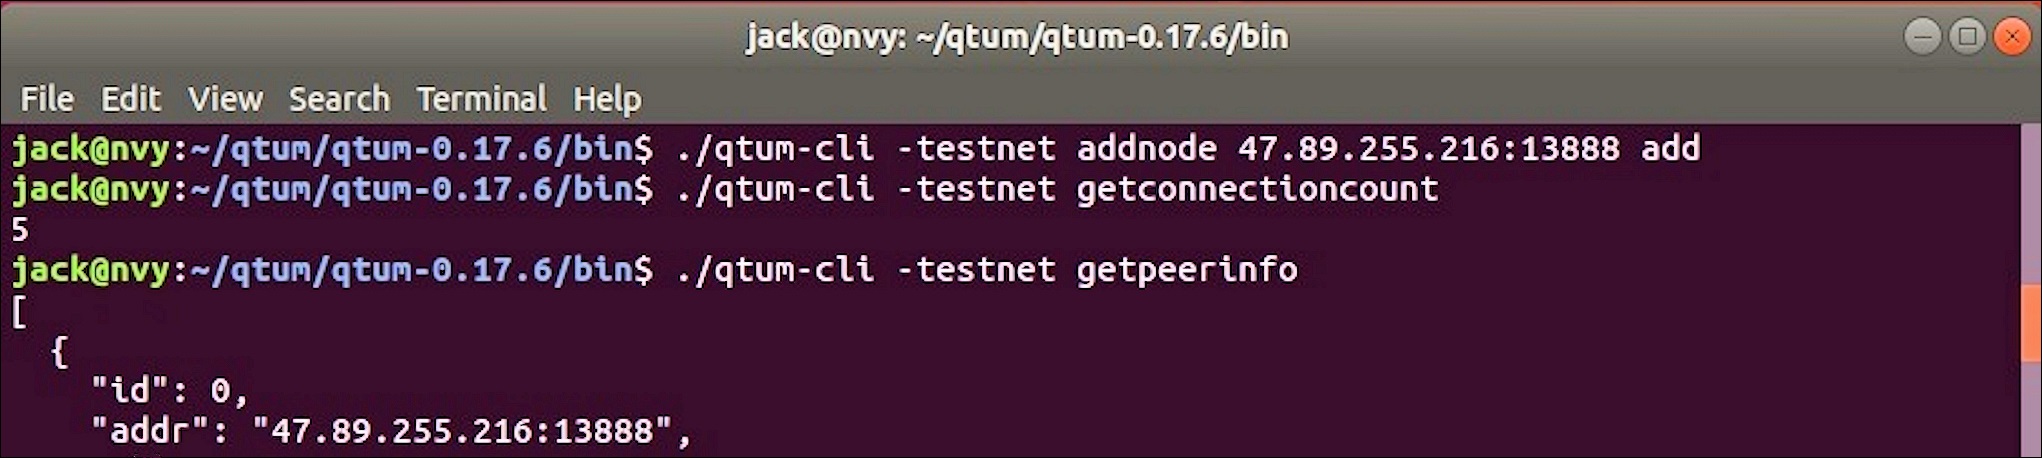 jack@nvy: ~/qtum/qtum-0.17.6/bin
File Edit View Search Terminal Help
jack@nvy:~/qtum/qtum-0.17.6/bin$ ./qtum-cli -testnet addnode 47.89.255.216:13888 add
jack@nvy:~/qtum/qtum-0.17.6/bin$ ./qtum-cli -testnet getconnectioncount
5
jack@nvy:~/qtum/qtum-0.17.6/bin$ ./qtum-cli -testnet getpeerinfo
[
  {
    "id": 0,
    "addr": "47.89.255.216:13888",